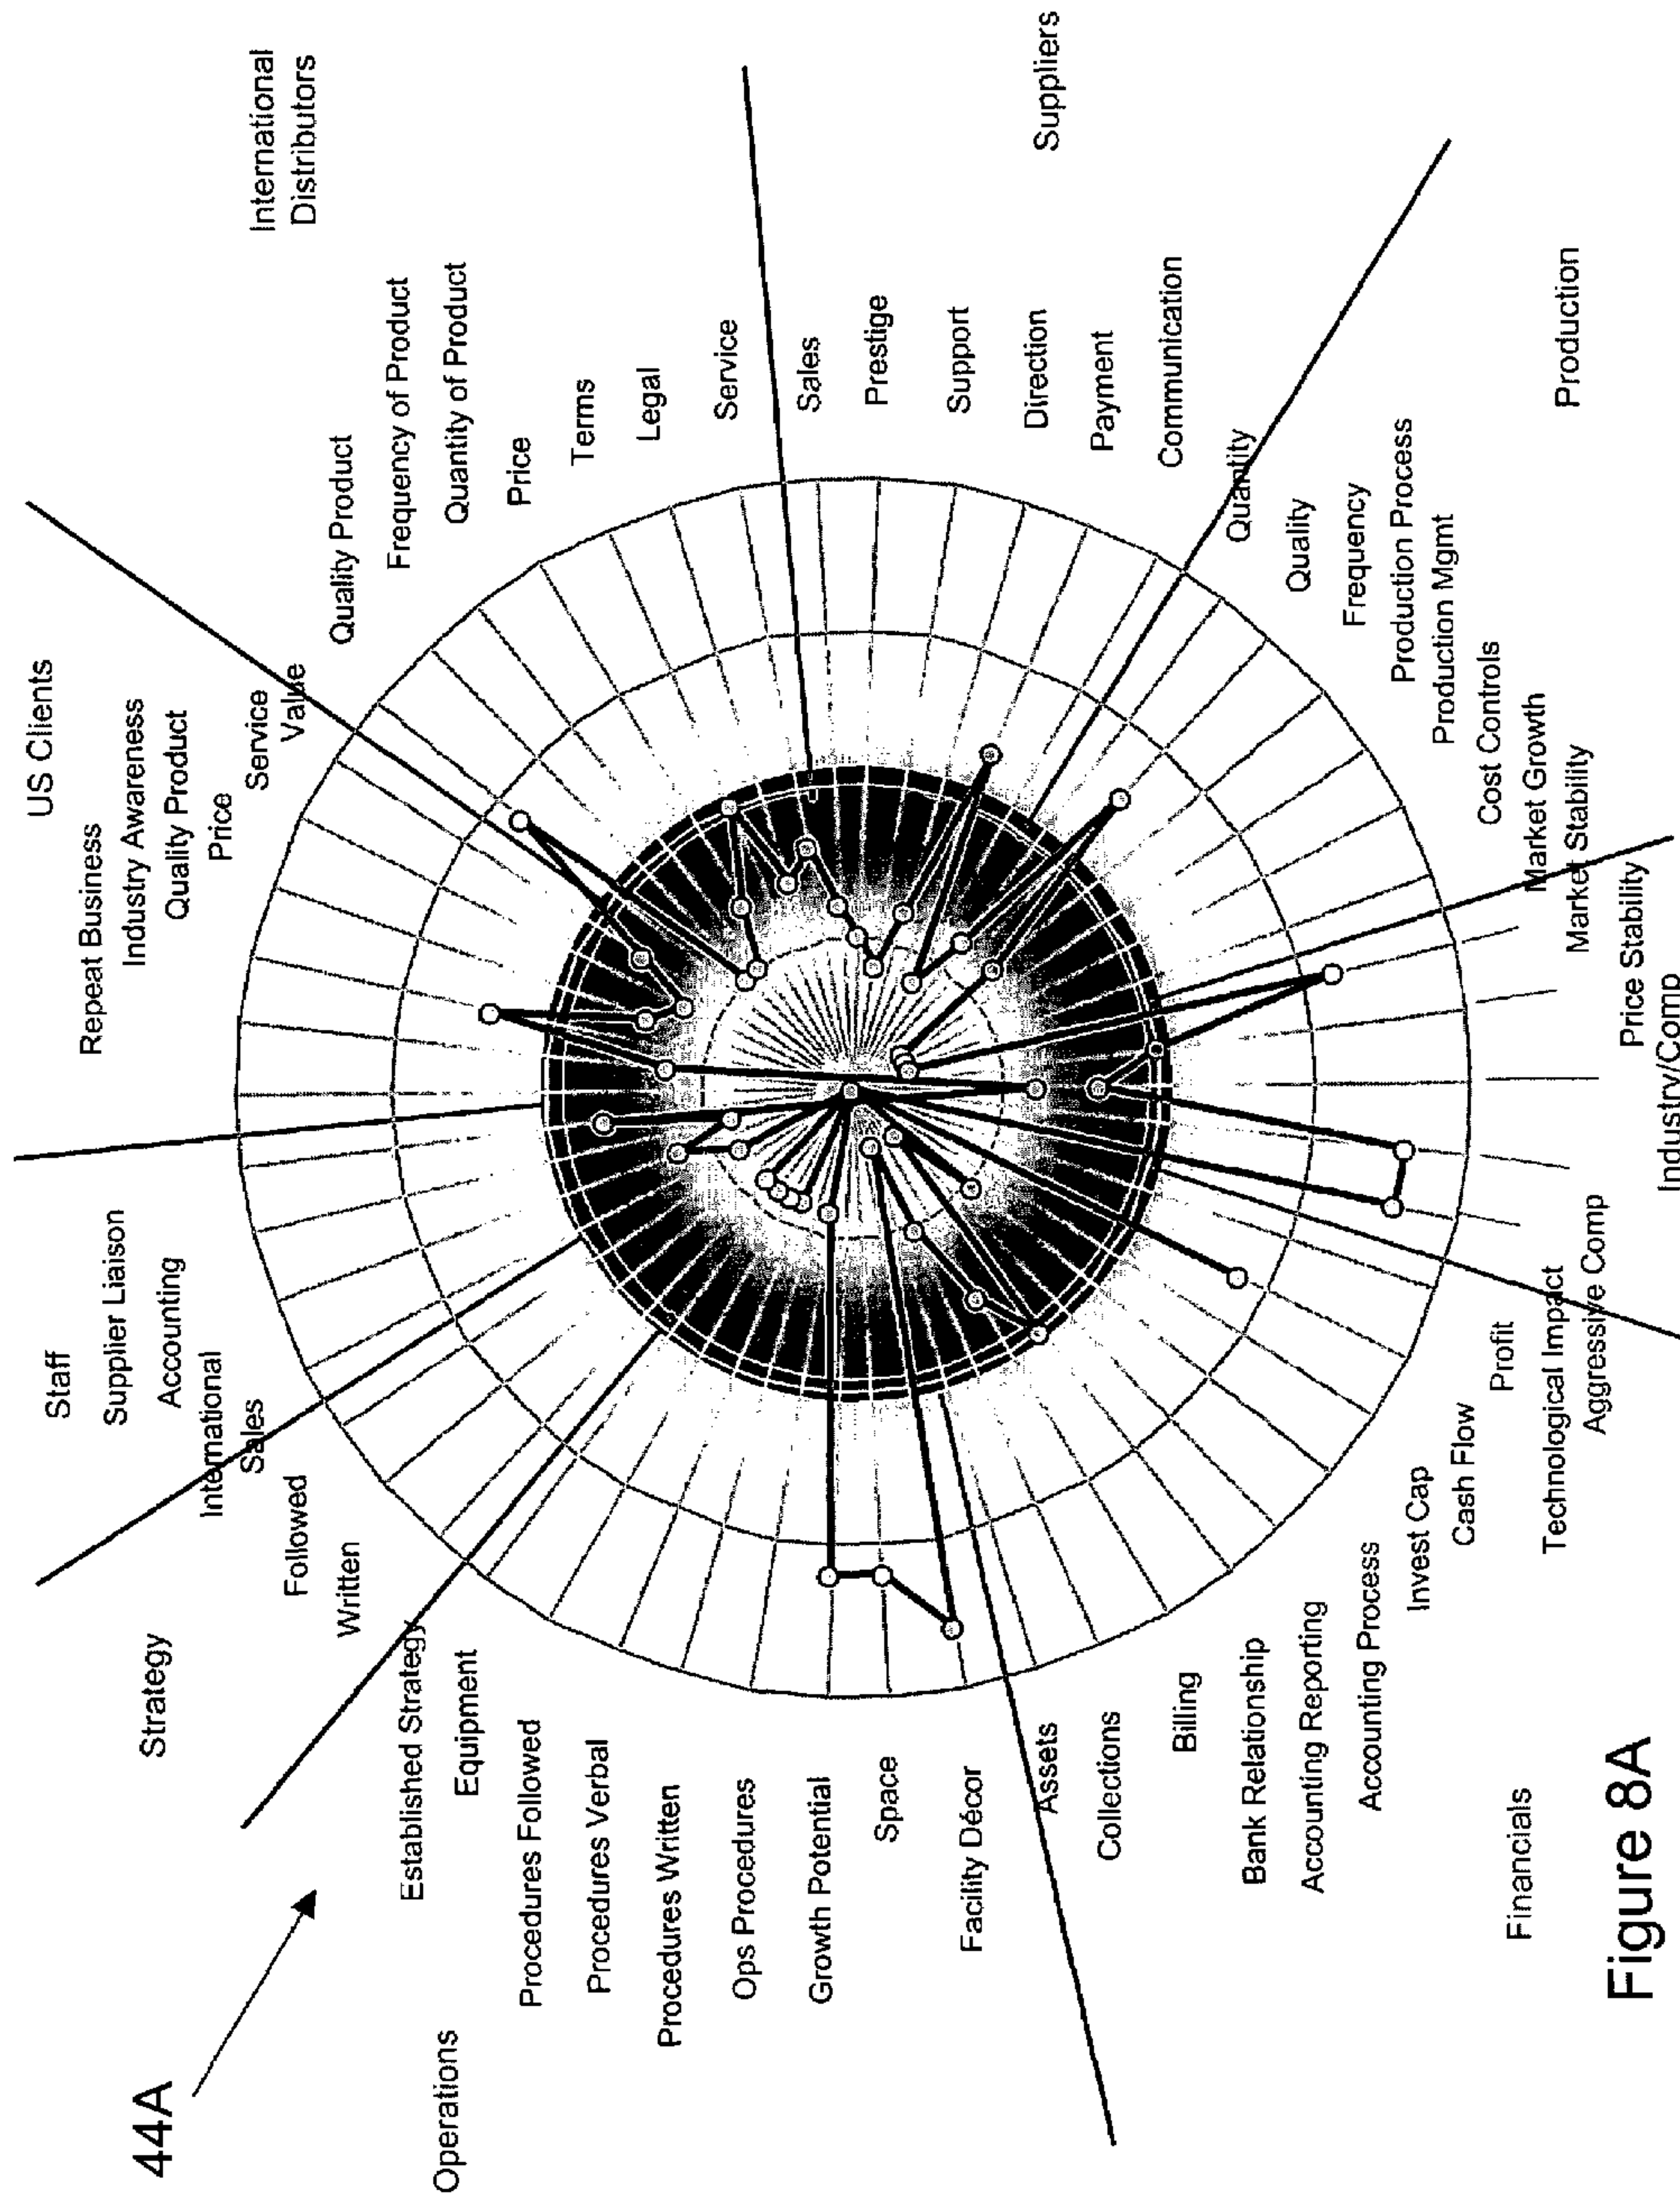 44A
US Clients
Repeat Business
Industry Awareness
Quality Product
Price
Service
Value
International
Distributors
Quality Product
Frequency of Product
Quantity of Product
Price
Terms
Legal
Service
Suppliers
Sales
Prestige
Support
Direction
Payment
Communication
Production
Quantity
Quality
Frequency
Production Process
Production Mgmt
Cost Controls
Market Growth
Market Stability
Price Stability
Industry/Comp
Aggressive Comp
Technological Impact
Profit
Cash Flow
Invest Cap
Accounting Process
Accounting Reporting
Bank Relationship
Billing
Collections
Assets
Financials
Facility Décor
Space
Growth Potential
Ops Procedures
Procedures Written
Procedures Verbal
Procedures Followed
Equipment
Operations
Established Strategy
Written
Followed
Strategy
International
Sales
Accounting
Supplier Liaison
Staff
Figure 8A